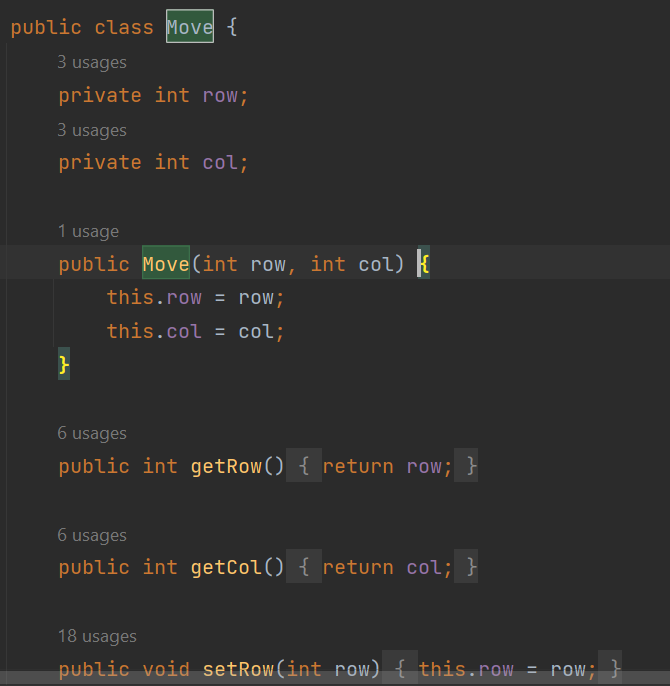 public class Move {
3 usages
private int row;
3 usages
private int col;
1 usage
public Move(int row, int col) {
this.row = row;
this.col = col;
}
6 usages
public int getRow() { return row; }
6 usages
public int getCol() { return col; }
18 usages
public void setRow(int row) { this.row = row; }